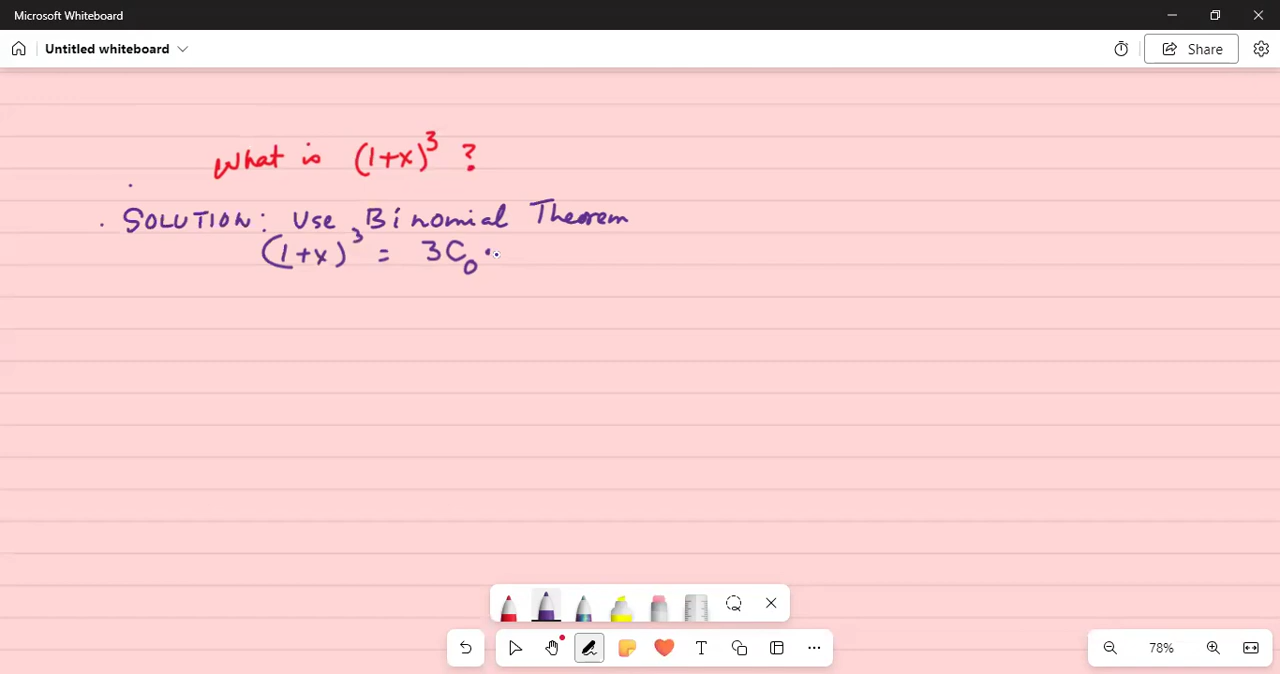 Microsoft Whiteboard
Untitled whiteboard
Share
What is (1+x)³ ?
. SOLUTION: Use Binomial Theorem
(1+x)³ = 3C₀ ·
T
78%